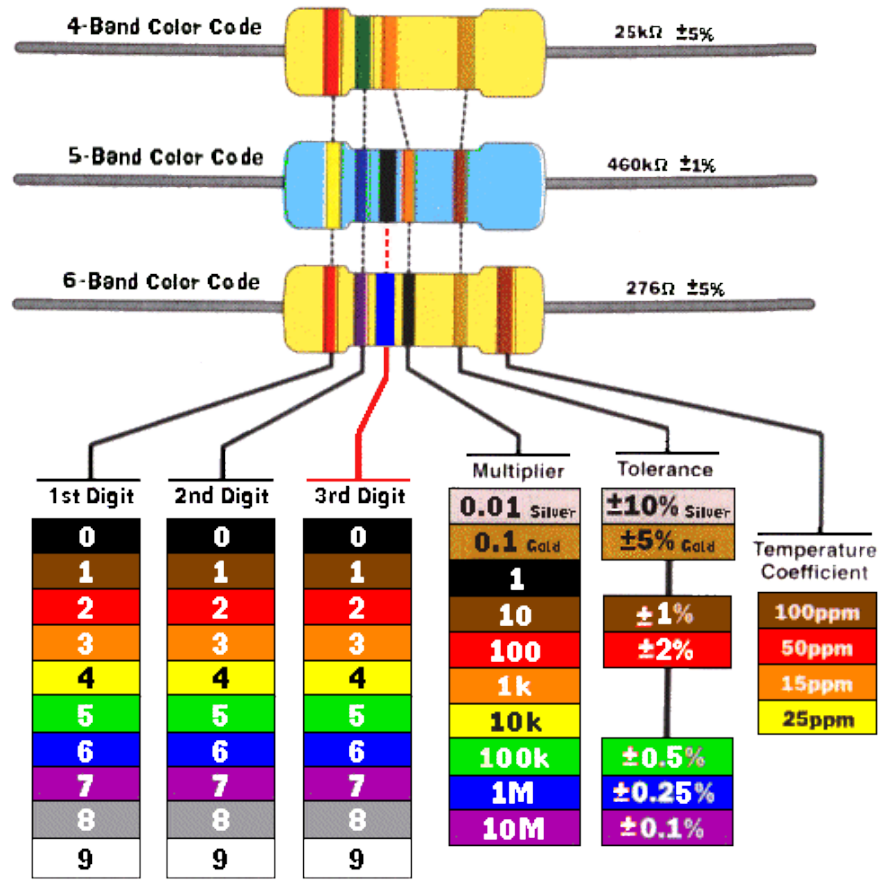 4-Band Color Code
25kΩ ±5%
5-Band Color Code
460kΩ ±1%
6-Band Color Code
276Ω ±5%
1st Digit
0
1
2
3
4
5
6
7
8
9
2nd Digit
0
1
2
3
4
5
6
7
8
9
3rd Digit
0
1
2
3
4
5
6
7
8
9
Multiplier
0.01 Silver
0.1 Gold
1
10
100
1k
10k
100k
1M
10M
Tolerance
±10% Silver
±5% Gold
±1%
±2%
±0.5%
±0.25%
±0.1%
Temperature
Coefficient
100ppm
50ppm
15ppm
25ppm